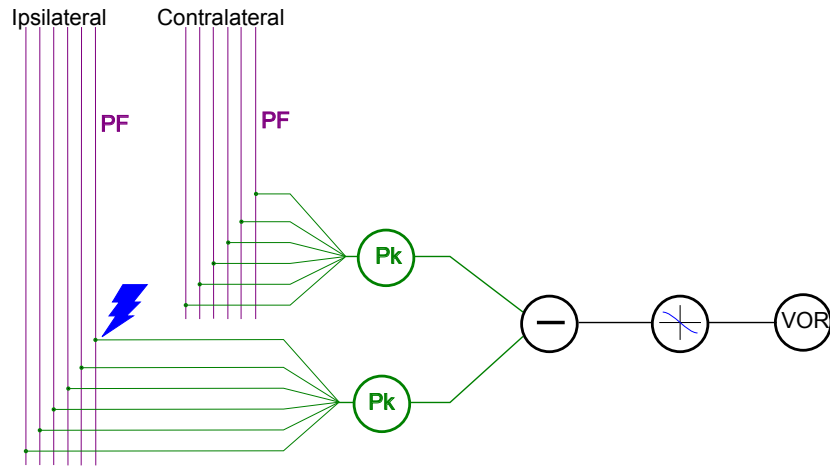 Ipsilateral
Contralateral
PF
PF
Pk
Pk
VOR